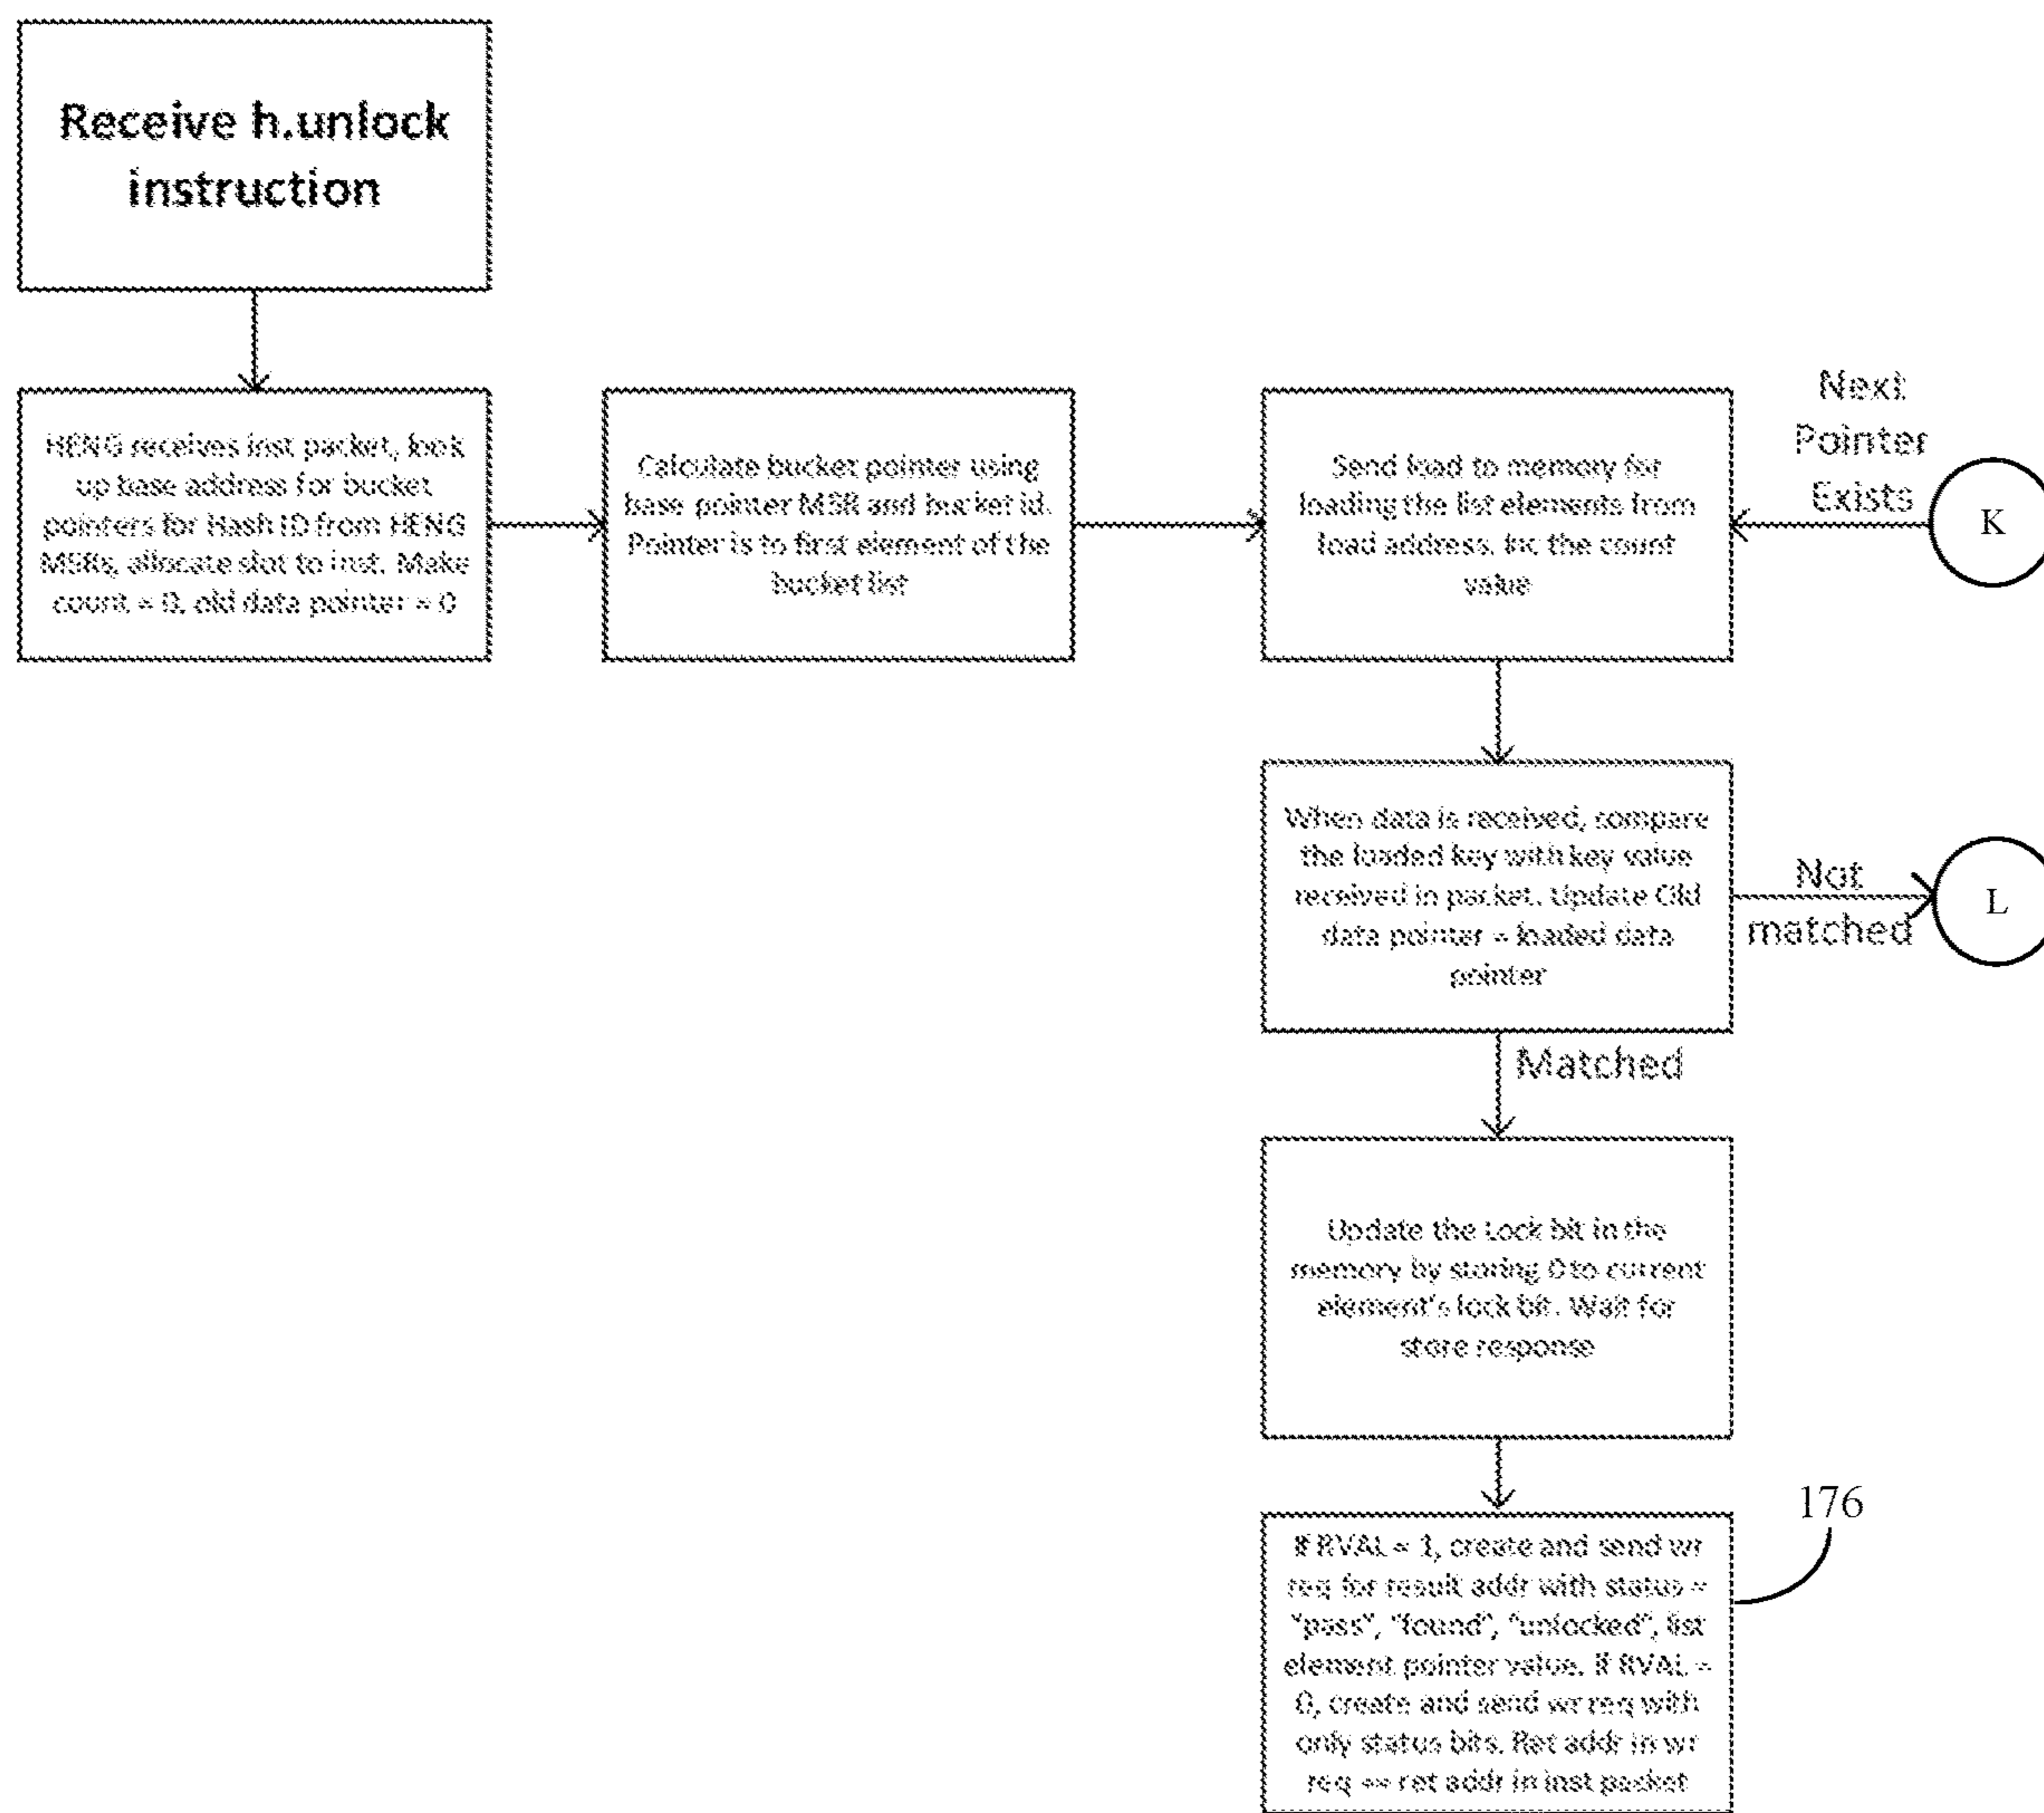 Receive h.unlock
instruction
HENG receives inst packet, look
up base address for bucket
pointers for Hash ID from HENG
MSRs, allocate slot to inst. Make
count = 0, old data pointer = 0
Calculate bucket pointer using
base pointer MSR and bucket id.
Pointer is to first element of the
bucket list
Send load to memory for
loading the list elements from
load address. Inc the count
value
Next
Pointer
Exists
K
When data is received, compare
the loaded key with key value
received in packet. Update Old
data pointer = loaded data
pointer
Not
matched
L
Matched
Update the Lock bit in the
memory by storing 0 to current
element's lock bit. Wait for
store response
176
If RVAL = 1, create and send wr
req for result addr with status =
"pass", "found", "unlocked", list
element pointer value. If RVAL =
0, create and send wr req with
only status bits. Ret addr in wr
req == ret addr in inst packet